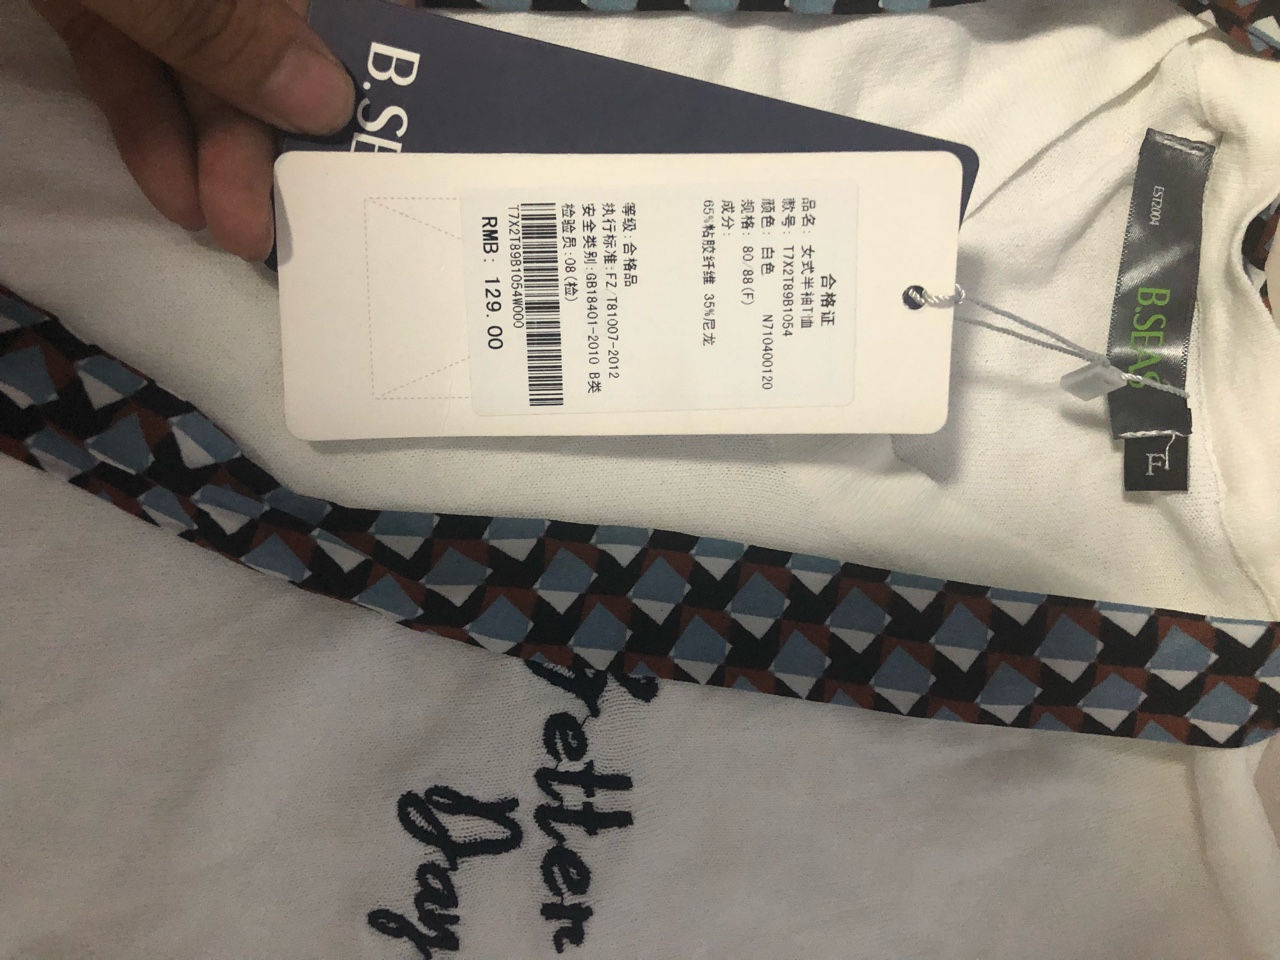 B.SE
合格证
品名: 女式半袖T恤
款号: T7X2T89B1054
颜色: 白色 N710400120
规格: 80/88(F)
成分:
65%粘胶纤维 35%尼龙
等级:合格品
执行标准:FZ/T81007-2012
安全类别:GB18401-2010 B类
检验员:08(检)
T7X2T89B1054W000
RMB: 129.00
EST2004
B.SEAS
F
Better
Day